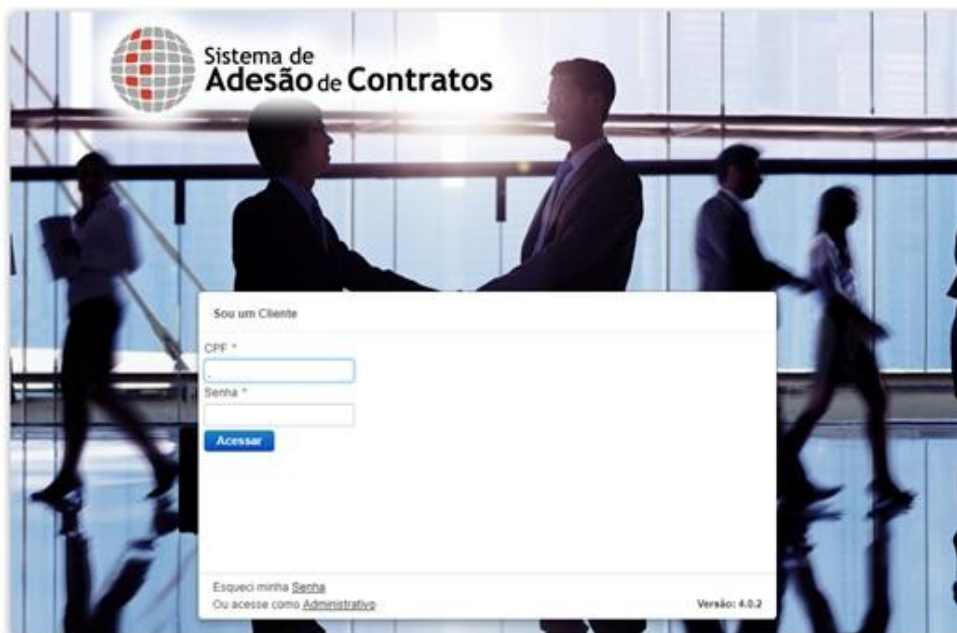 Sistema de
Adesão de Contratos
Sou um Cliente
CPF *
.
Senha *
Acessar
Esqueci minha Senha
Ou acesse como Administrativo
Versão: 4.0.2